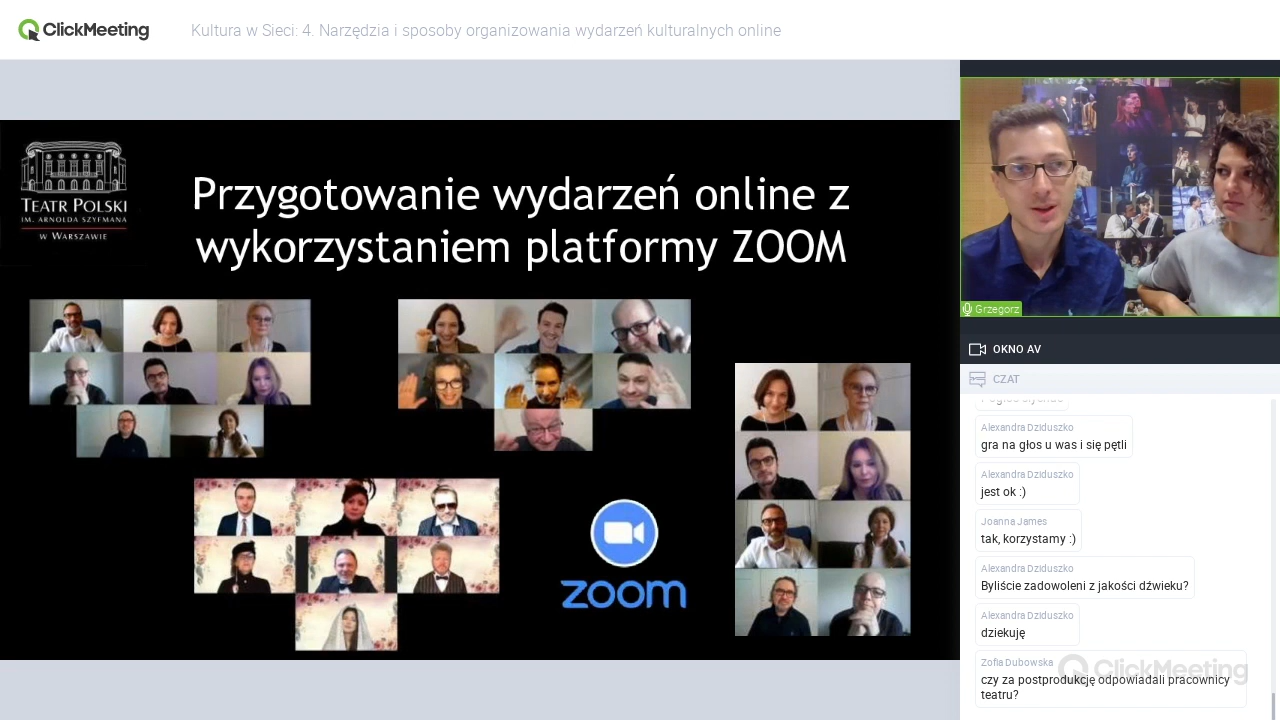 ClickMeeting
Kultura w Sieci: 4. Narzędzia i sposoby organizowania wydarzeń kulturalnych online
TEATR POLSKI
IM. ARNOLDA SZYFMANA
W WARSZAWIE
Przygotowanie wydarzeń online z
wykorzystaniem platformy ZOOM
zoom
Grzegorz
OKNO AV
CZAT
Alexandra Dziduszko
gra na głos u was i się pętli
Alexandra Dziduszko
jest ok :)
Joanna James
tak, korzystamy :)
Alexandra Dziduszko
Byliście zadowoleni z jakości dźwieku?
Alexandra Dziduszko
dziekuję
Zofia Dubowska
czy za postprodukcję odpowiadali pracownicy
teatru?
ClickMeeting